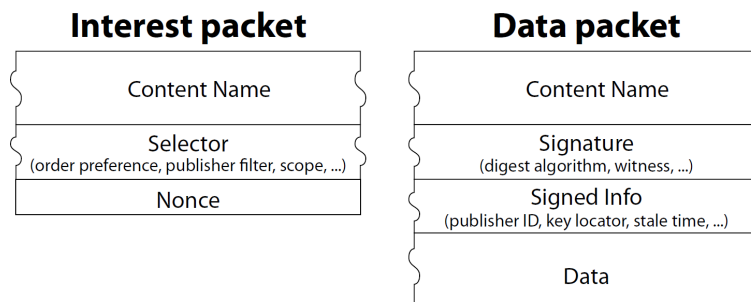 Interest packet
Content Name
Selector
(order preference, publisher filter, scope, ...)
Nonce
Data packet
Content Name
Signature
(digest algorithm, witness, ...)
Signed Info
(publisher ID, key locator, stale time, ...)
Data